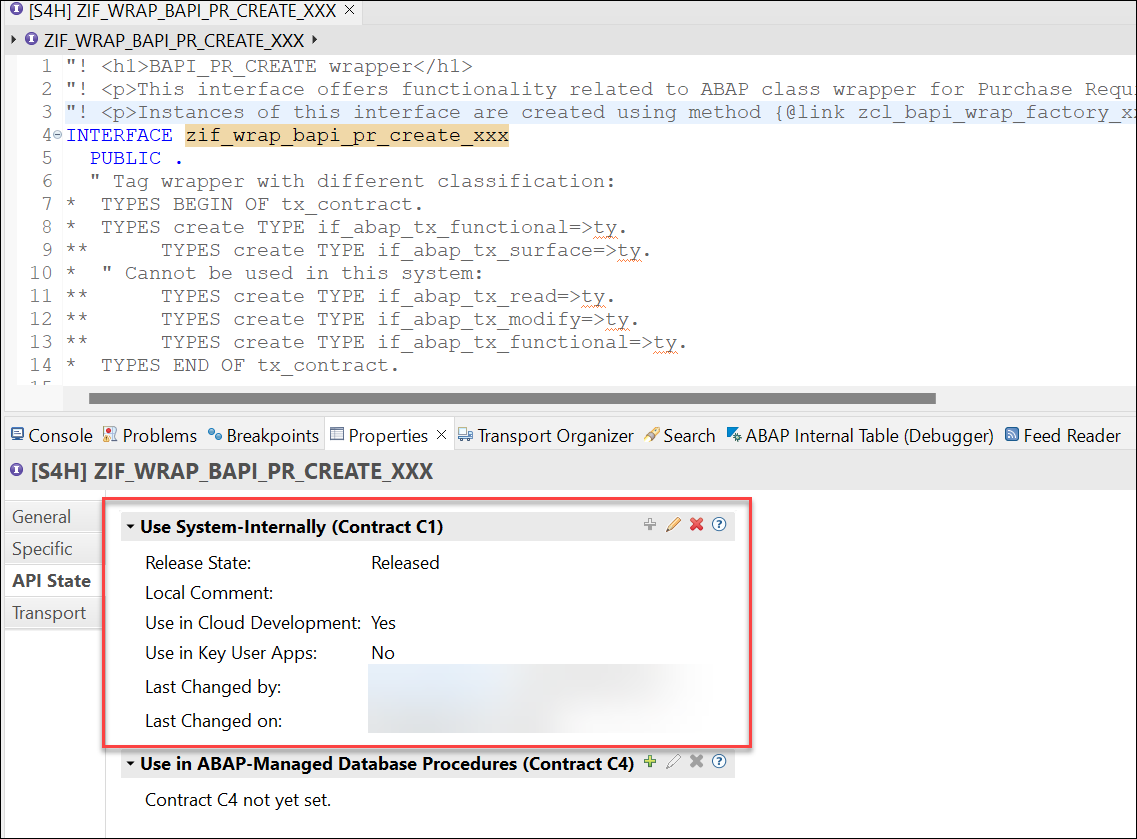 [S4H] ZIF_WRAP_BAPI_PR_CREATE_XXX
ZIF_WRAP_BAPI_PR_CREATE_XXX
1 "! <h1>BAPI_PR_CREATE wrapper</h1>
2 "! <p>This interface offers functionality related to ABAP class wrapper for Purchase Requ
3 "! <p>Instances of this interface are created using method {@link zcl_bapi_wrap_factory_xx
4 INTERFACE zif_wrap_bapi_pr_create_xxx
5 PUBLIC .
6 " Tag wrapper with different classification:
7 * TYPES BEGIN OF tx_contract.
8 * TYPES create TYPE if_abap_tx_functional=>ty.
9 ** TYPES create TYPE if_abap_tx_surface=>ty.
10 * " Cannot be used in this system:
11 ** TYPES create TYPE if_abap_tx_read=>ty.
12 ** TYPES create TYPE if_abap_tx_modify=>ty.
13 ** TYPES create TYPE if_abap_tx_functional=>ty.
14 * TYPES END OF tx_contract.
15
Console Problems Breakpoints Properties Transport Organizer Search ABAP Internal Table (Debugger) Feed Reader
[S4H] ZIF_WRAP_BAPI_PR_CREATE_XXX
General
Specific
API State
Transport
Use System-Internally (Contract C1)
Release State: Released
Local Comment:
Use in Cloud Development: Yes
Use in Key User Apps: No
Last Changed by:
Last Changed on:
Use in ABAP-Managed Database Procedures (Contract C4)
Contract C4 not yet set.